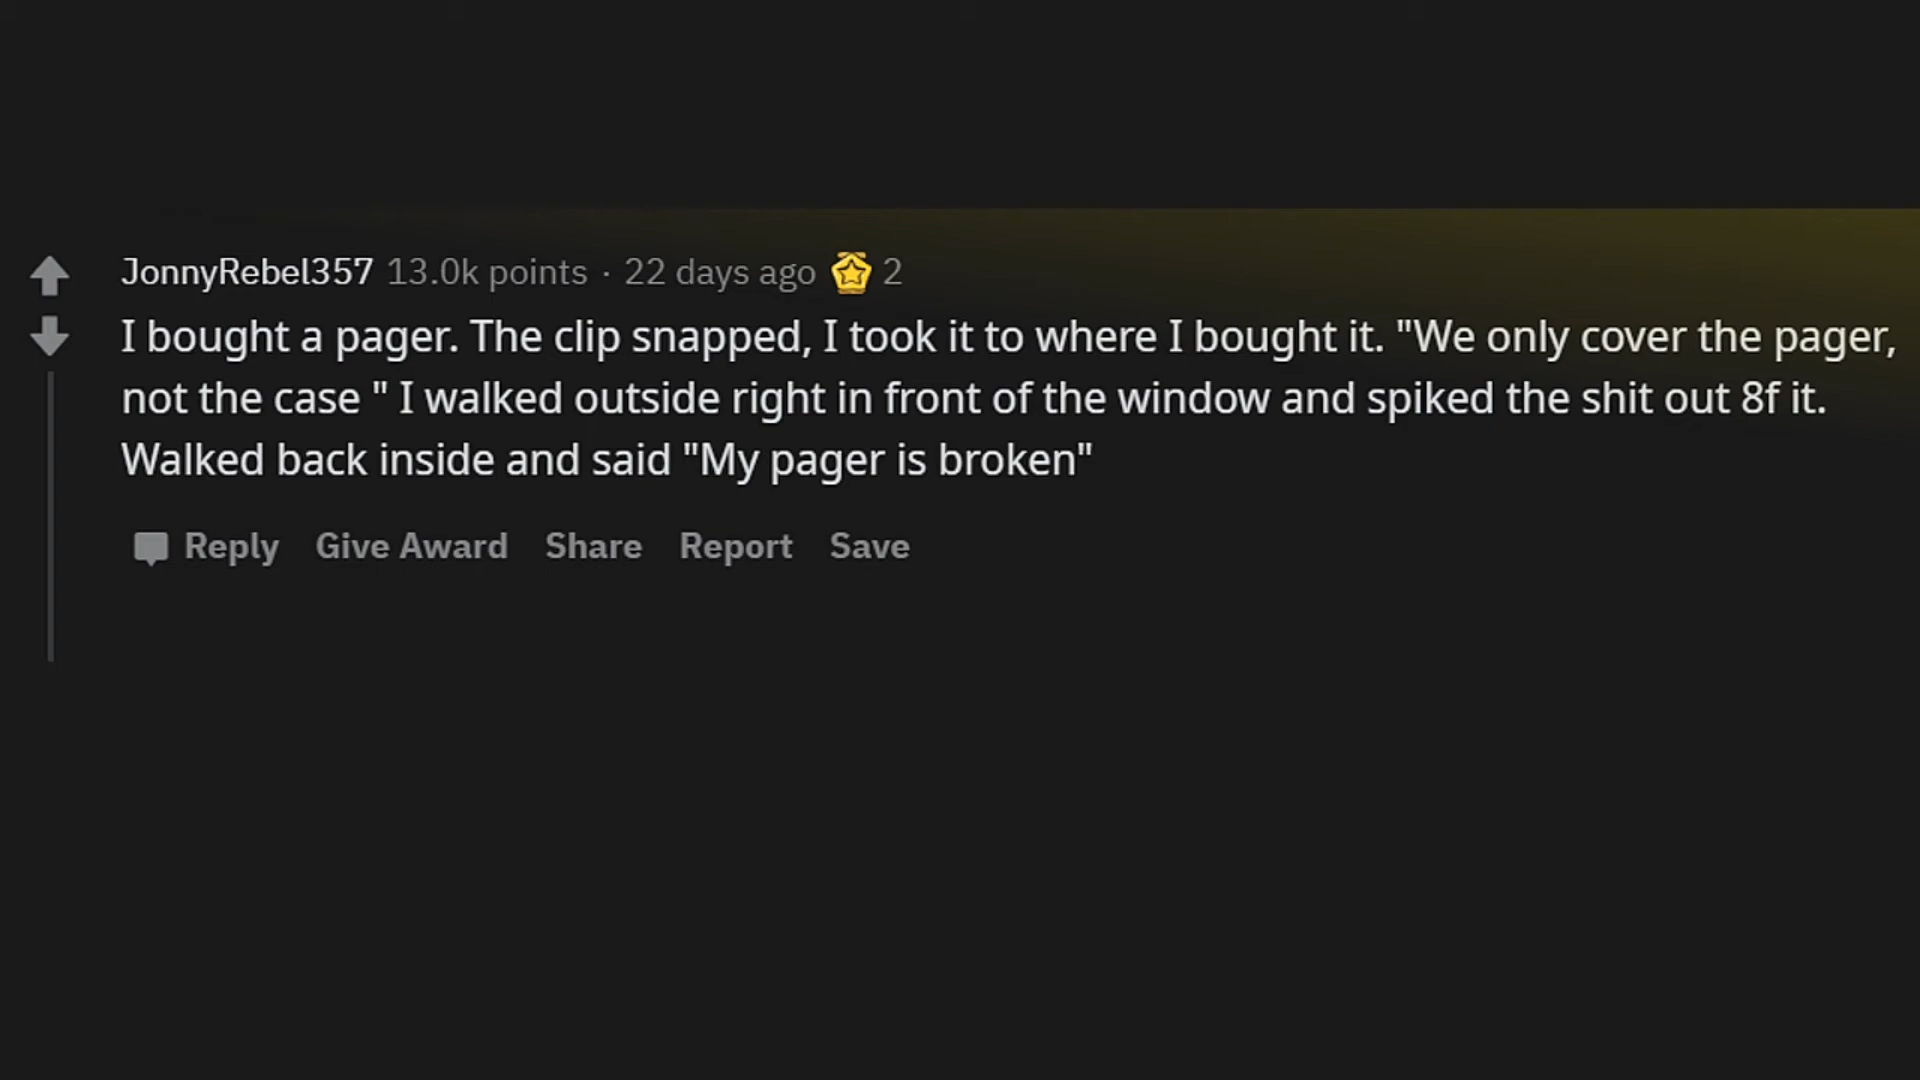 JonnyRebel357 13.0k points · 22 days ago 2
I bought a pager. The clip snapped, I took it to where I bought it. "We only cover the pager,
not the case " I walked outside right in front of the window and spiked the shit out 8f it.
Walked back inside and said "My pager is broken"
Reply Give Award Share Report Save